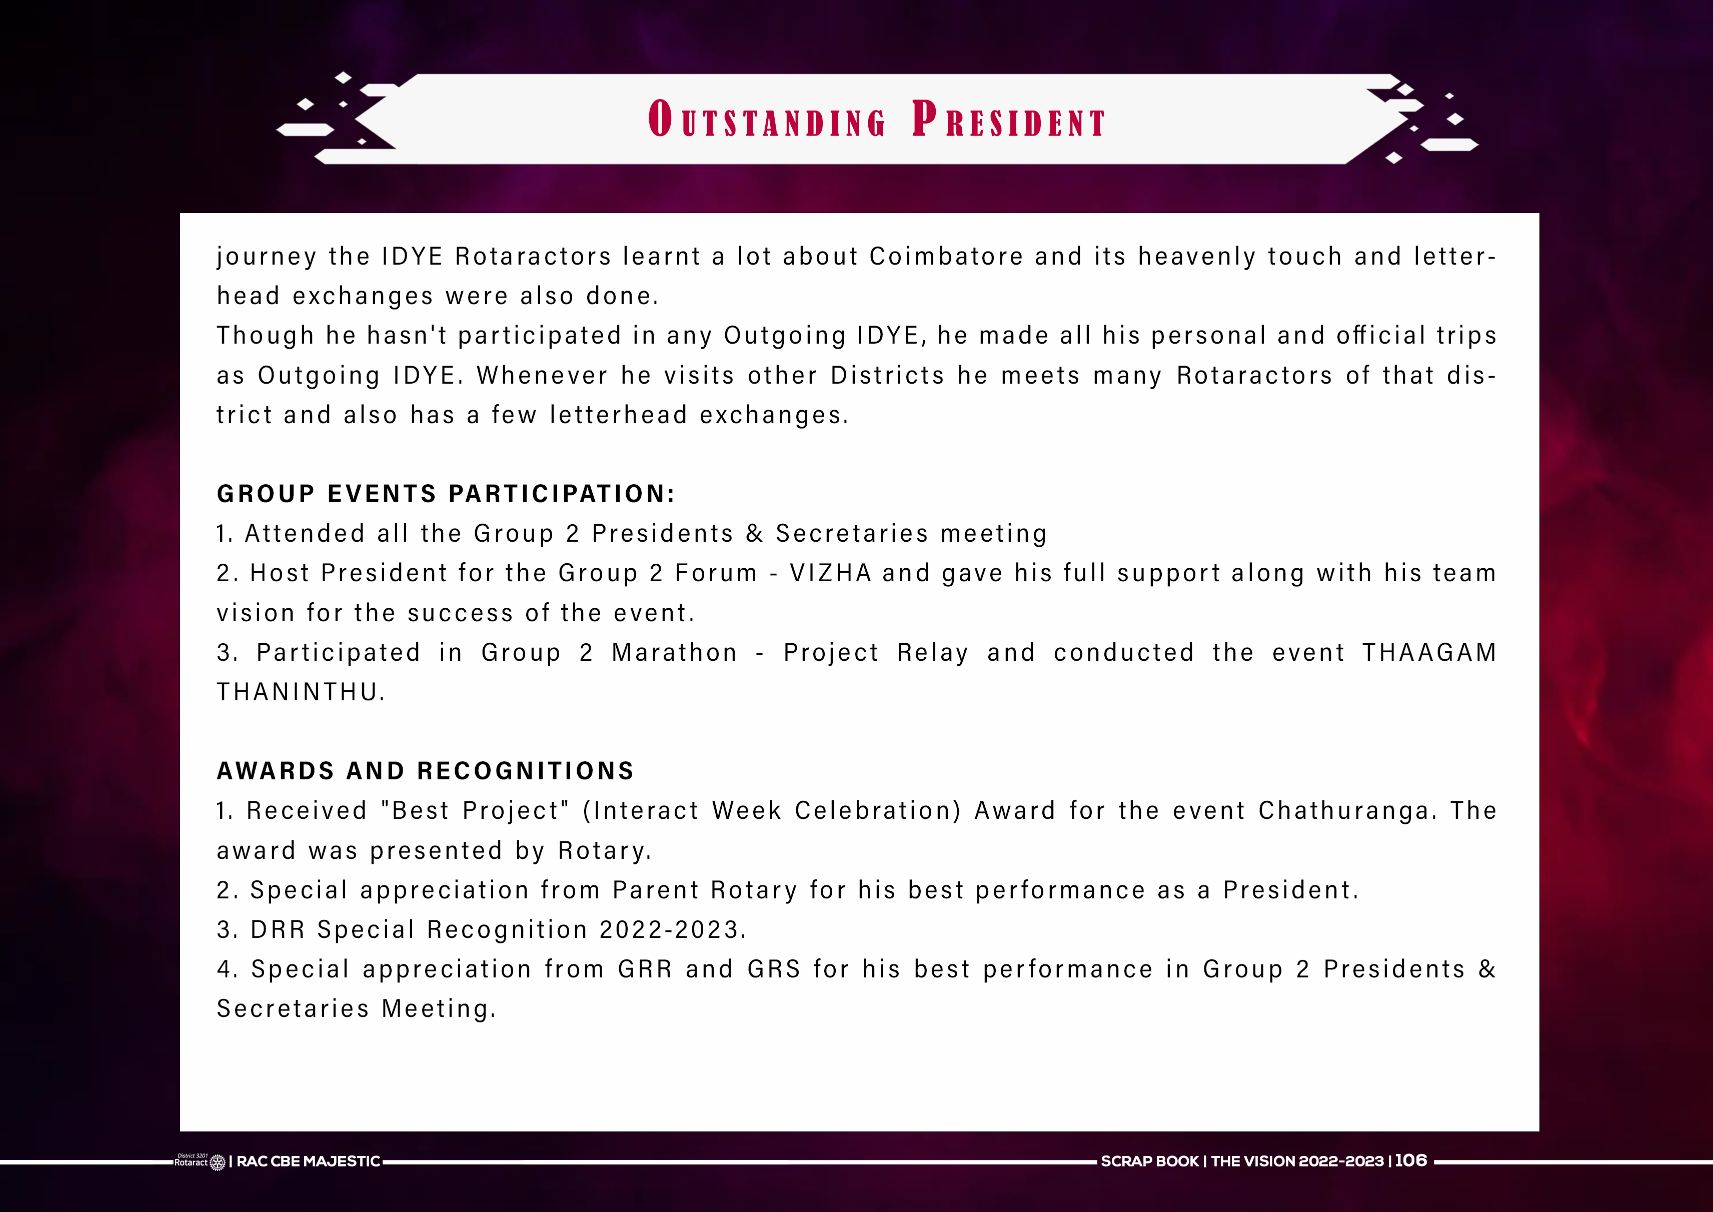 OUTSTANDING PRESIDENT
journey the IDYE Rotaractors learnt a lot about Coimbatore and its heavenly touch and letter-
head exchanges were also done.
Though he hasn't participated in any Outgoing IDYE, he made all his personal and official trips
as Outgoing IDYE. Whenever he visits other Districts he meets many Rotaractors of that dis-
trict and also has a few letterhead exchanges.
GROUP EVENTS PARTICIPATION:
1. Attended all the Group 2 Presidents & Secretaries meeting
2. Host President for the Group 2 Forum - VIZHA and gave his full support along with his team
vision for the success of the event.
3. Participated in Group 2 Marathon - Project Relay and conducted the event THAAGAM
THANINTHU.
AWARDS AND RECOGNITIONS
1. Received "Best Project" (Interact Week Celebration) Award for the event Chathuranga. The
award was presented by Rotary.
2. Special appreciation from Parent Rotary for his best performance as a President.
3. DRR Special Recognition 2022-2023.
4. Special appreciation from GRR and GRS for his best performance in Group 2 Presidents &
Secretaries Meeting.
District 3201
Rotaract | RAC CBE MAJESTIC
SCRAP BOOK | THE VISION 2022-2023 | 106